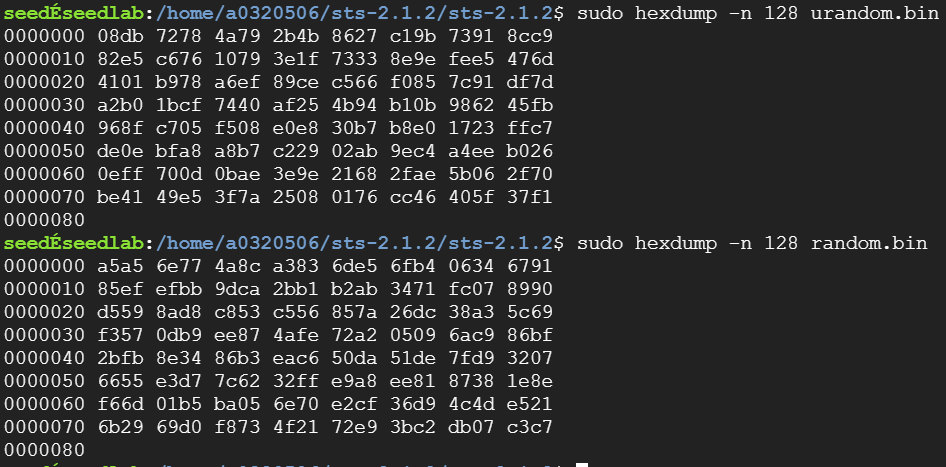 seedÉseedlab:/home/a0320506/sts-2.1.2/sts-2.1.2$ sudo hexdump -n 128 urandom.bin
0000000 08db 7278 4a79 2b4b 8627 c19b 7391 8cc9
0000010 82e5 c676 1079 3e1f 7333 8e9e fee5 476d
0000020 4101 b978 a6ef 89ce c566 f085 7c91 df7d
0000030 a2b0 1bcf 7440 af25 4b94 b10b 9862 45fb
0000040 968f c705 f508 e0e8 30b7 b8e0 1723 ffc7
0000050 de0e bfa8 a8b7 c229 02ab 9ec4 a4ee b026
0000060 0eff 700d 0bae 3e9e 2168 2fae 5b06 2f70
0000070 be41 49e5 3f7a 2508 0176 cc46 405f 37f1
0000080
seedÉseedlab:/home/a0320506/sts-2.1.2/sts-2.1.2$ sudo hexdump -n 128 random.bin
0000000 a5a5 6e77 4a8c a383 6de5 6fb4 0634 6791
0000010 85ef efbb 9dca 2bb1 b2ab 3471 fc07 8990
0000020 d559 8ad8 c853 c556 857a 26dc 38a3 5c69
0000030 f357 0db9 ee87 4afe 72a2 0509 6ac9 86bf
0000040 2bfb 8e34 86b3 eac6 50da 51de 7fd9 3207
0000050 6655 e3d7 7c62 32ff e9a8 ee81 8738 1e8e
0000060 f66d 01b5 ba05 6e70 e2cf 36d9 4c4d e521
0000070 6b29 69d0 f873 4f21 72e9 3bc2 db07 c3c7
0000080